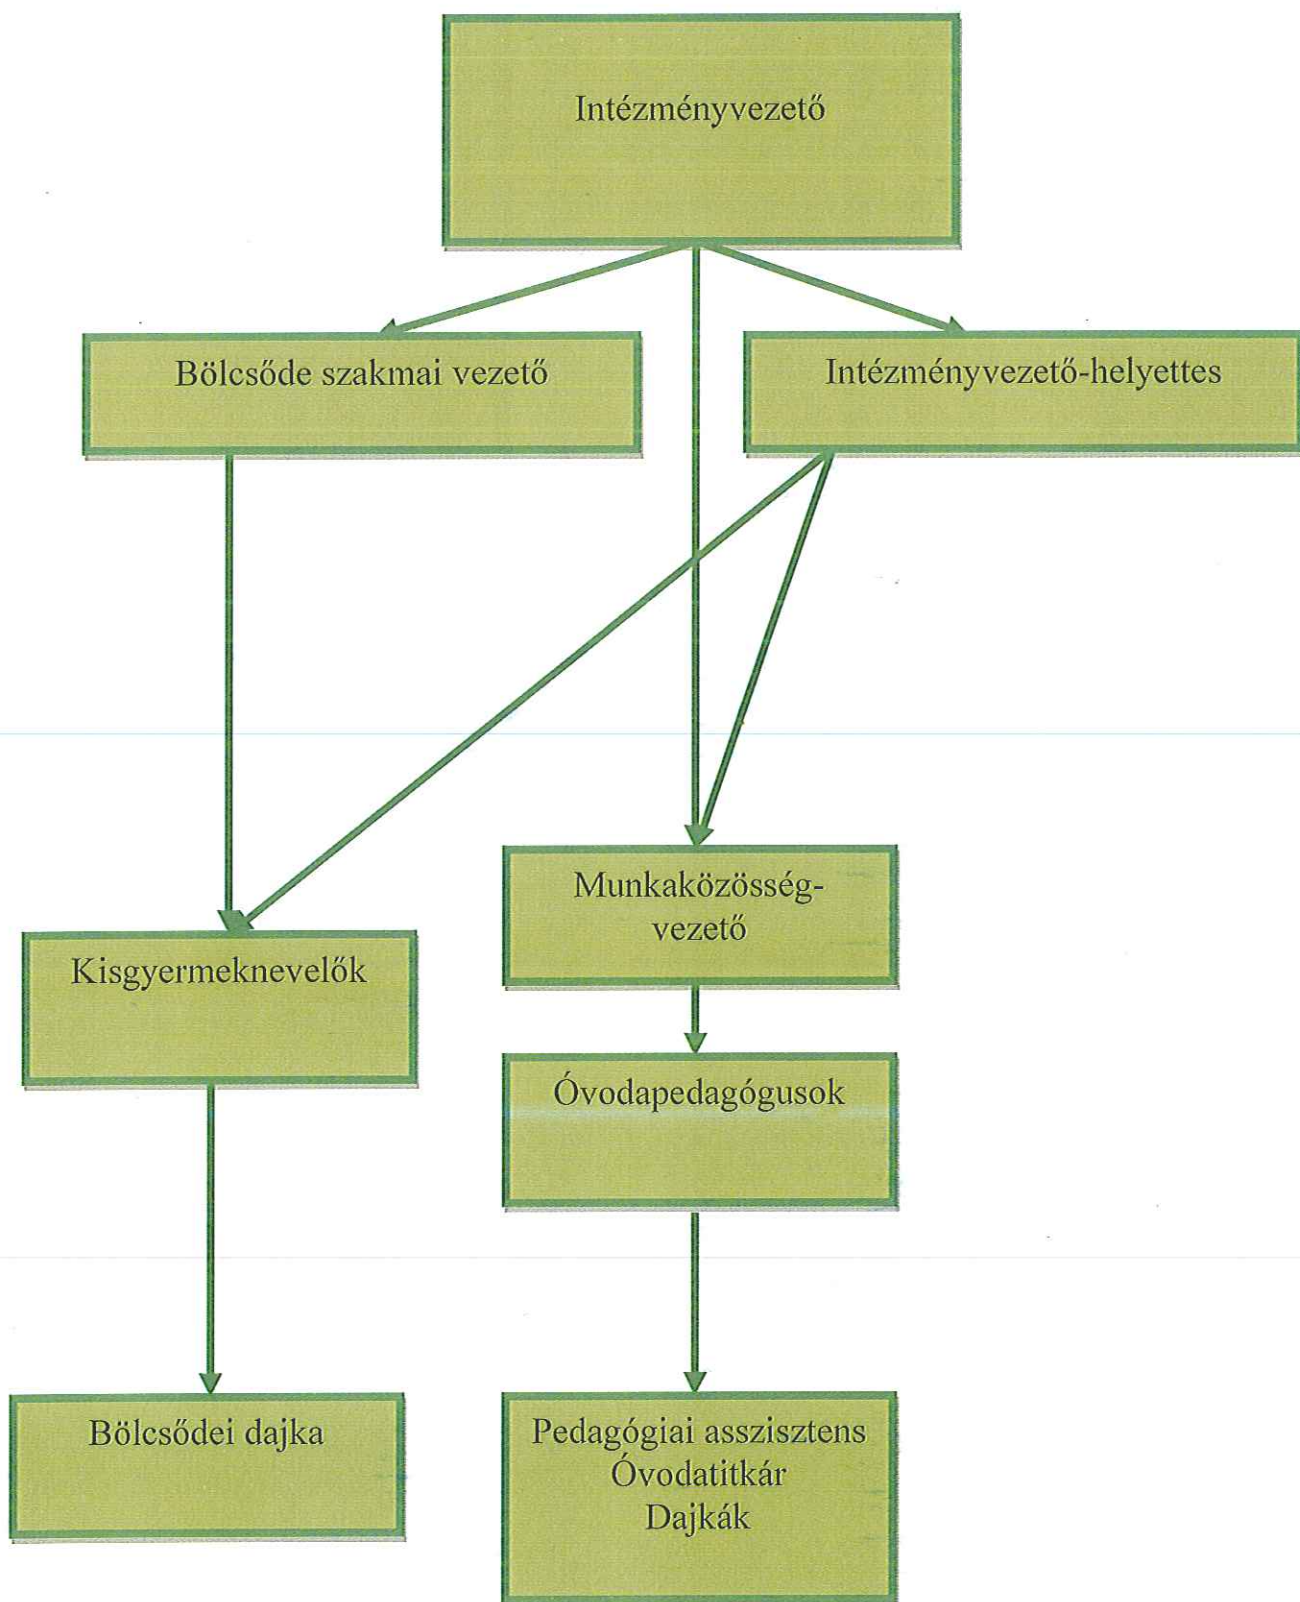 Intézményvezető
Bölcsőde szakmai vezető
Intézményvezető-helyettes
Munkaközösség-
vezető
Kisgyermeknevelők
Óvodapedagógusok
Bölcsődei dajka
Pedagógiai asszisztens
Óvodatitkár
Dajkák